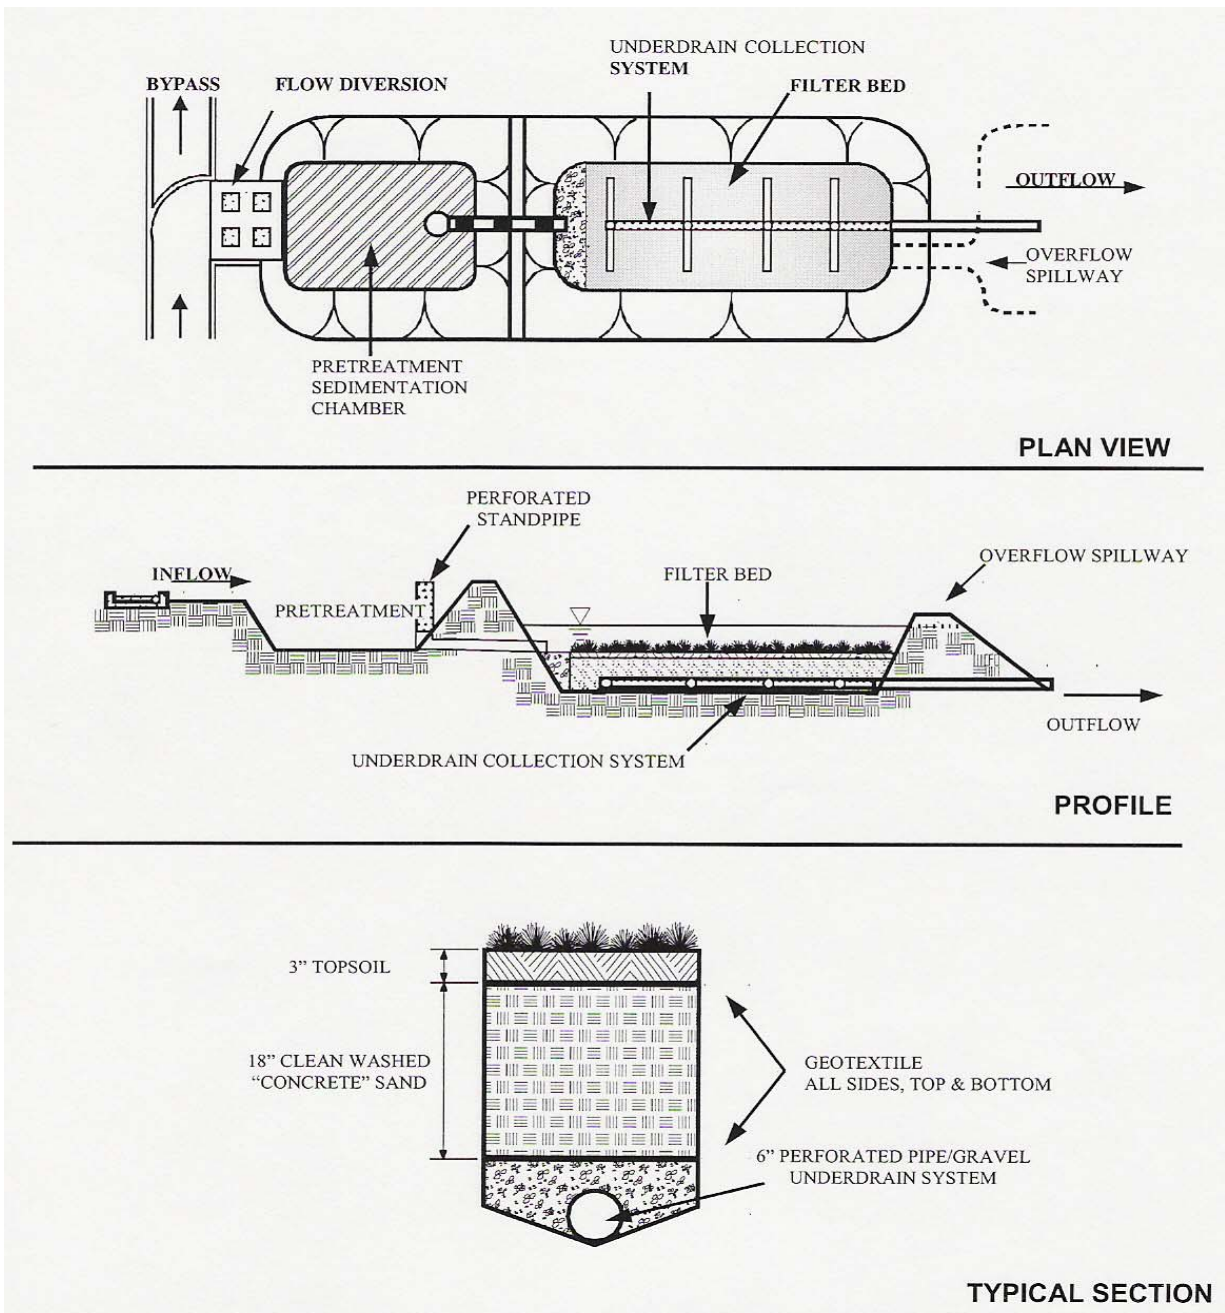 UNDERDRAIN COLLECTION
SYSTEM
BYPASS
FLOW DIVERSION
FILTER BED
OUTFLOW
OVERFLOW
SPILLWAY
PRETREATMENT
SEDIMENTATION
CHAMBER
PLAN VIEW
PERFORATED
STANDPIPE
OVERFLOW SPILLWAY
INFLOW
FILTER BED
PRETREATMENT
OUTFLOW
UNDERDRAIN COLLECTION SYSTEM
PROFILE
3” TOPSOIL
18” CLEAN WASHED
“CONCRETE” SAND
GEOTEXTILE
ALL SIDES, TOP & BOTTOM
6” PERFORATED PIPE/GRAVEL
UNDERDRAIN SYSTEM
TYPICAL SECTION